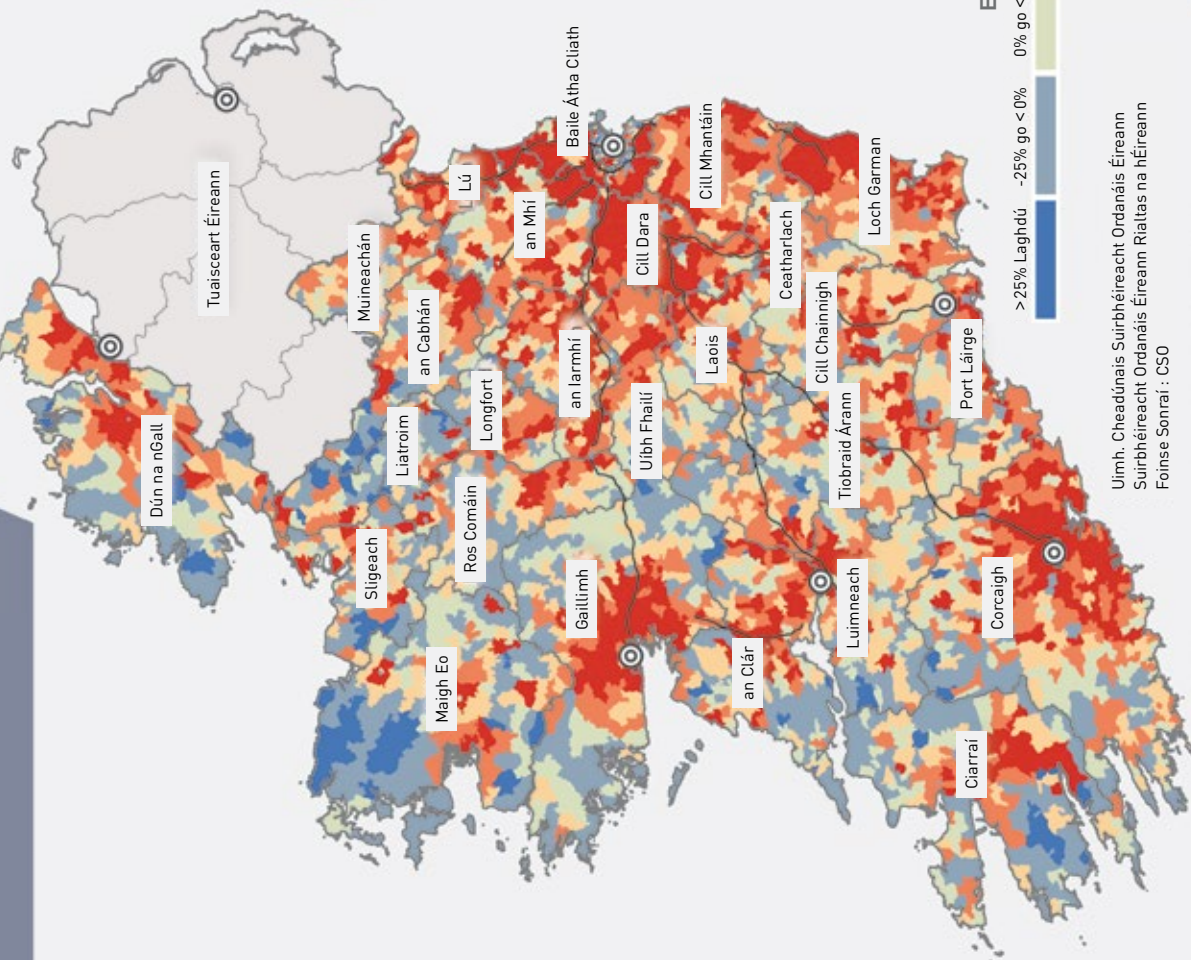 Tuaisceart Éireann
Dún na nGall
Muineachán
Lú
an Cabhán
an Mhí
Baile Átha Cliath
Liatroim
Longfort
Sligeach
Ros Comáin
an Iarmhí
Cill Dara
Cill Mhantáin
Maigh Eo
Gaillimh
Uíbh Fhailí
Laois
Ceatharlach
Cill Chainnigh
Loch Garman
an Clár
Tiobraid Árann
Luimneach
Port Láirge
Ciarraí
Corcaigh
>25% Laghdú
-25% go < 0%
0% go <
Uimh. Cheadúnais Suirbhéireacht Ordanáis Éireann
Suirbhéireacht Ordanáis Éireann Rialtas na hÉireann
Foinse Sonraí : CSO